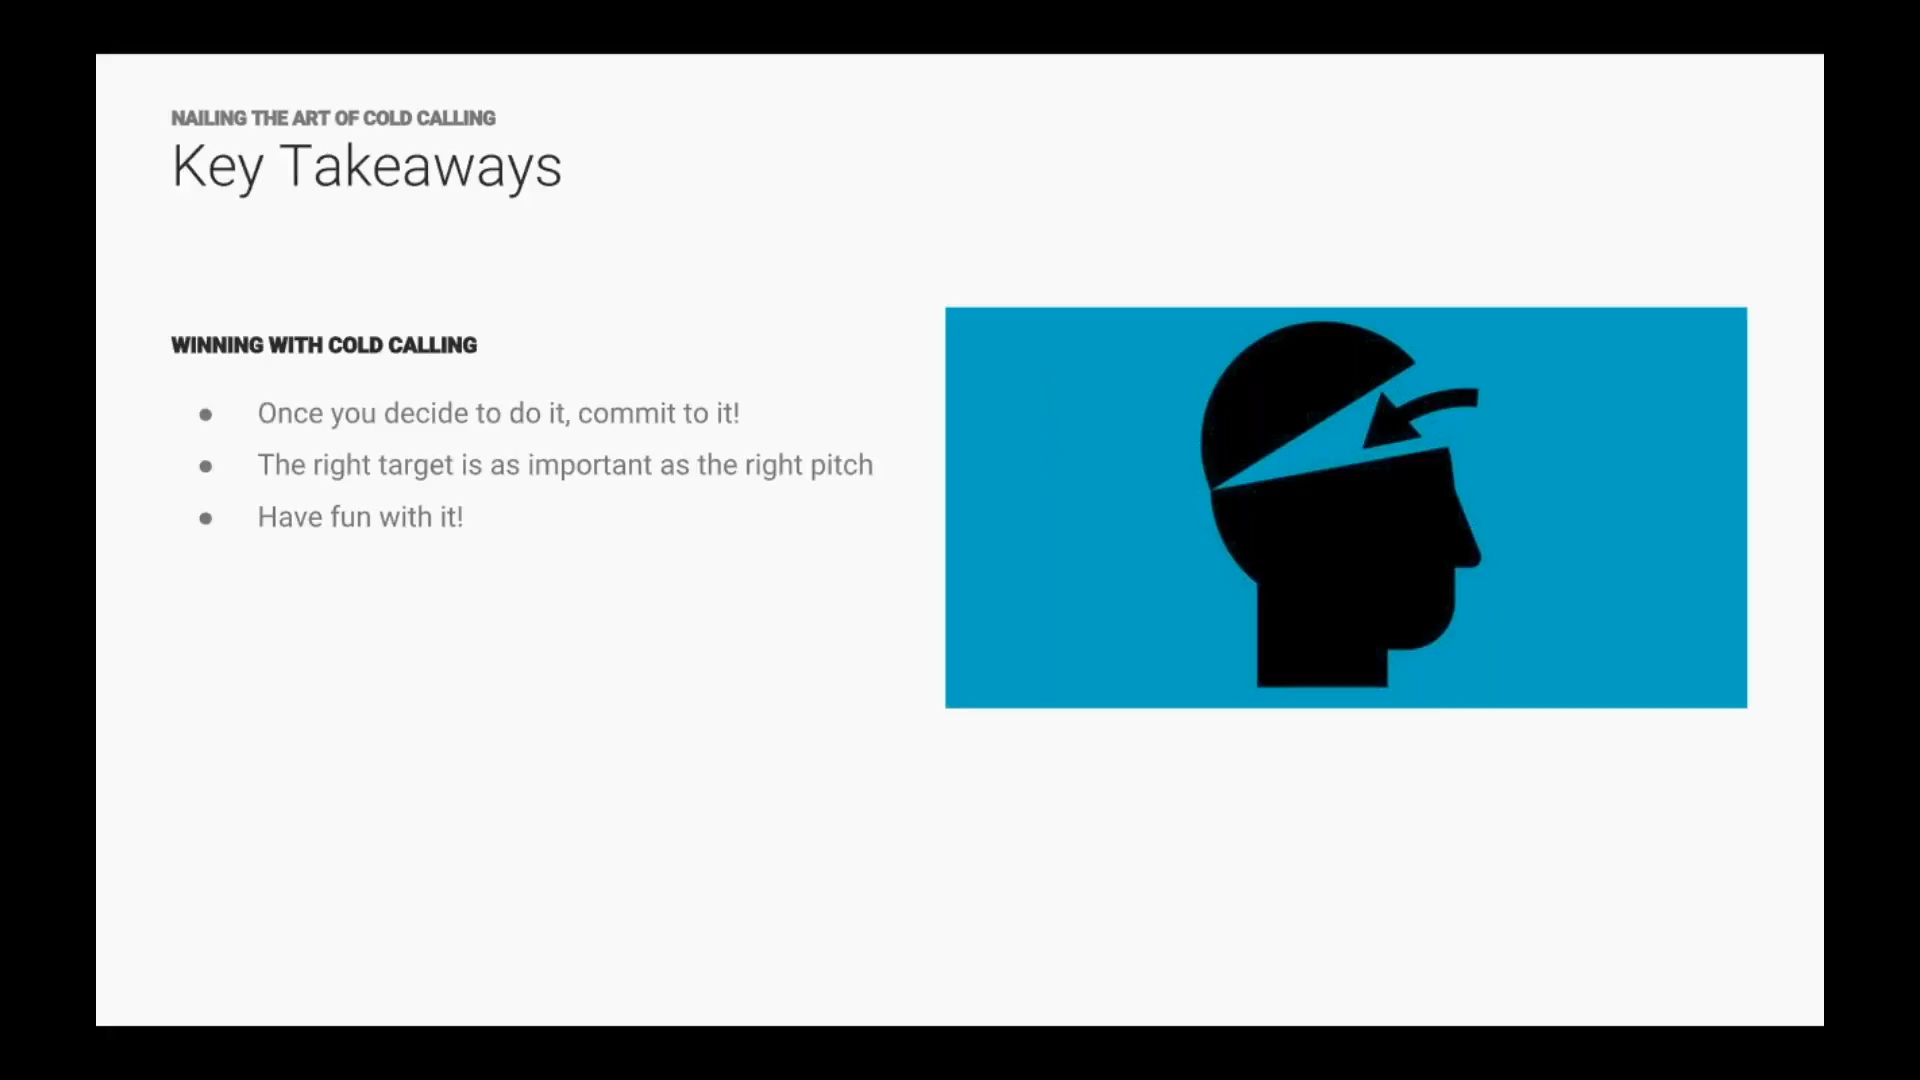 NAILING THE ART OF COLD CALLING
Key Takeaways
WINNING WITH COLD CALLING
● Once you decide to do it, commit to it!
● The right target is as important as the right pitch
● Have fun with it!